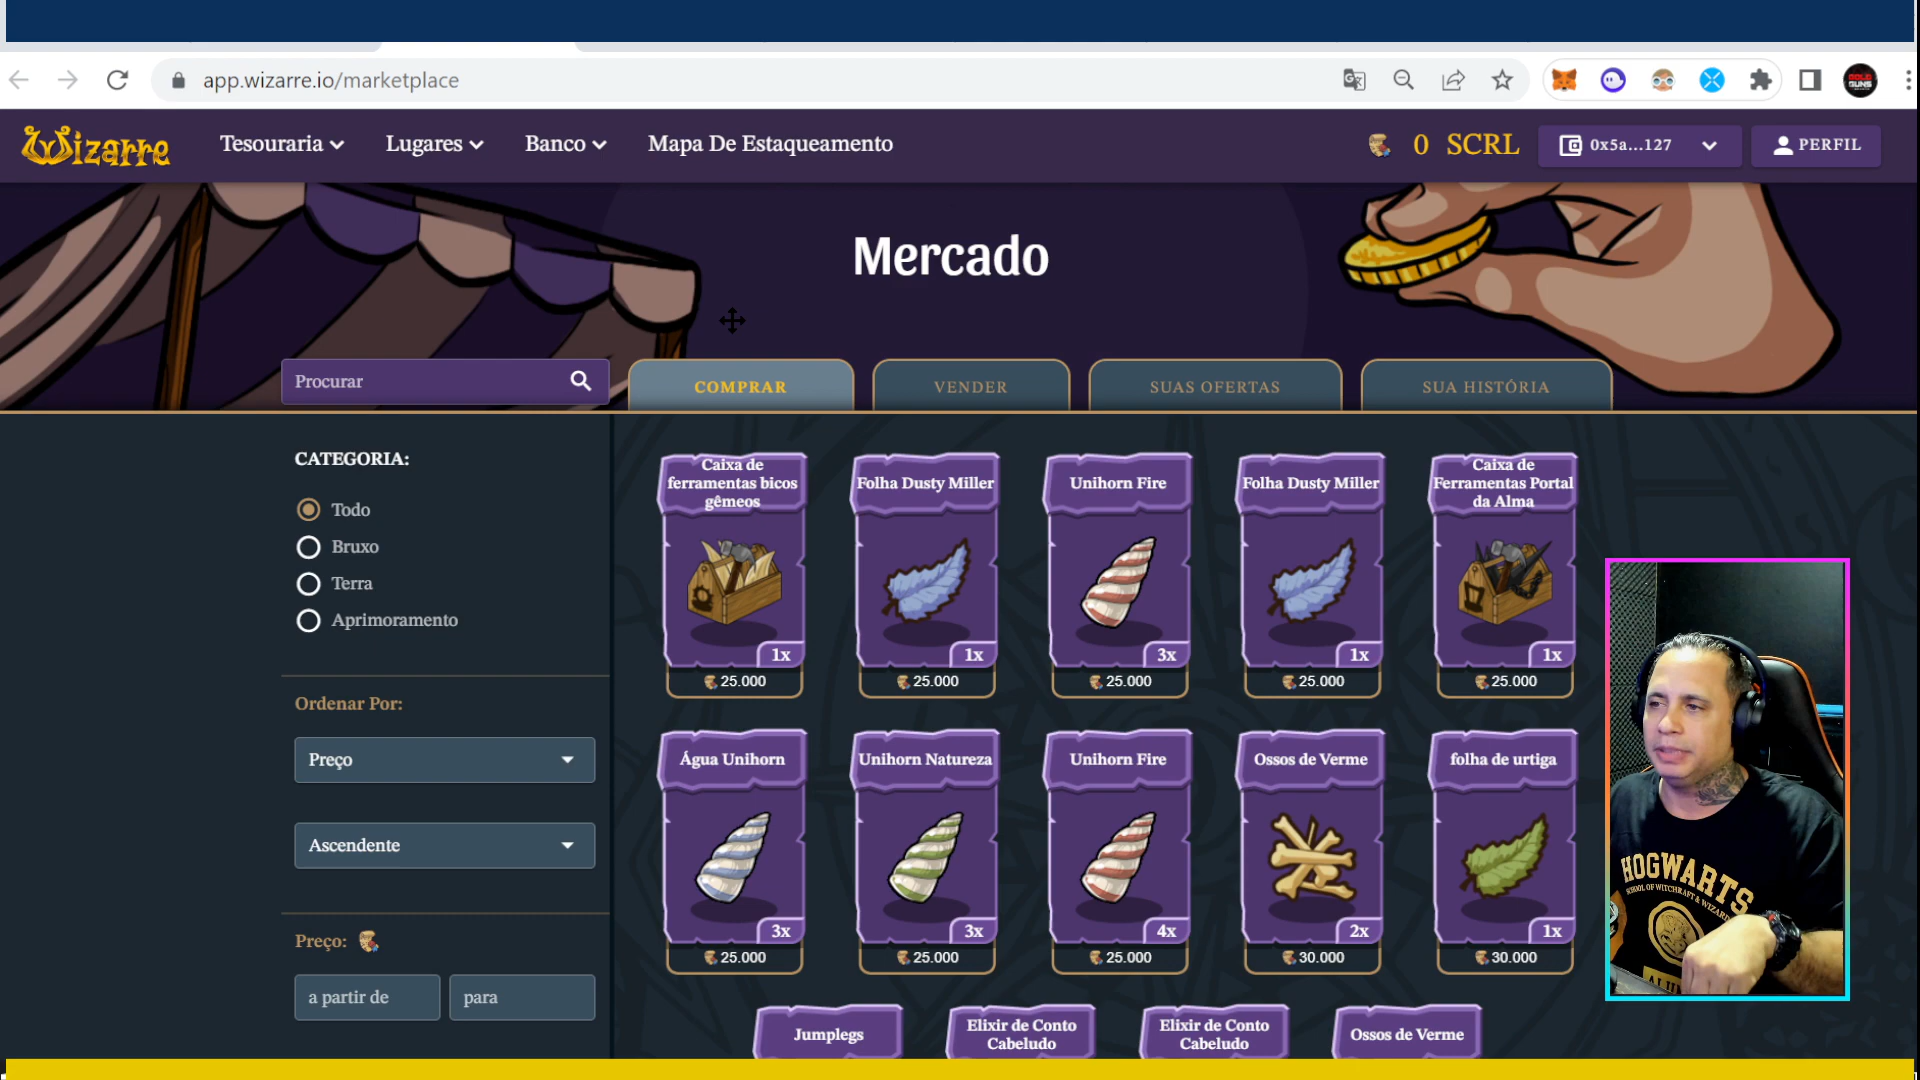 app.wizarre.io/marketplace
Wizarre
Tesouraria
Lugares
Banco
Mapa De Estaqueamento
0 SCRL
0x5a...127
PERFIL
Mercado
Procurar
COMPRAR
VENDER
SUAS OFERTAS
SUA HISTÓRIA
CATEGORIA:
Todo
Bruxo
Terra
Aprimoramento
Ordenar Por:
Preço
Ascendente
Preço:
a partir de
para
Caixa de
ferramentas bicos
gêmeos
1x
25.000
Folha Dusty Miller
1x
25.000
Unihorn Fire
3x
25.000
Folha Dusty Miller
1x
25.000
Caixa de
Ferramentas Portal
da Alma
1x
25.000
Água Unihorn
3x
25.000
Unihorn Natureza
3x
25.000
Unihorn Fire
4x
25.000
Ossos de Verme
2x
30.000
folha de urtiga
1x
30.000
Jumplegs
Elixir de Conto
Cabeludo
Elixir de Conto
Cabeludo
Ossos de Verme
HOGWARTS
SCHOOL OF WITCHCRAFT & WIZARD